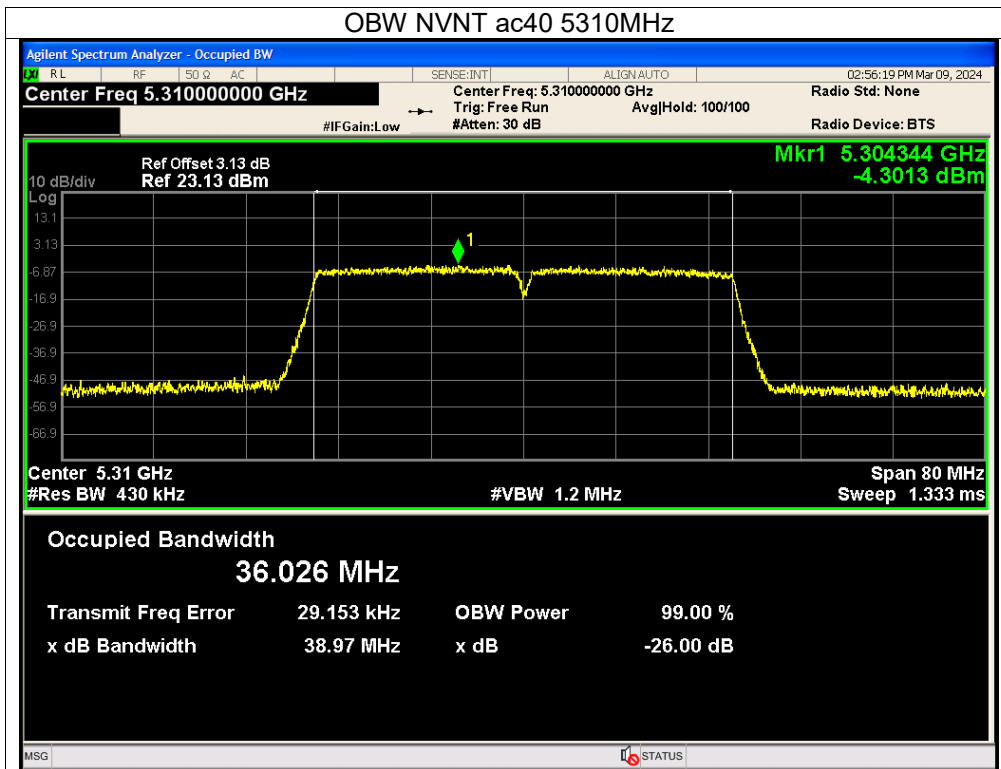 OBW NVNT ac40 5310MHz
Agilent Spectrum Analyzer - Occupied BW
LXI RL RF 50 Ω AC SENSE:INT ALIGN AUTO 02:56:19 PM Mar 09, 2024
Center Freq 5.310000000 GHz Center Freq: 5.310000000 GHz Radio Std: None
Trig: Free Run Avg|Hold: 100/100
#IFGain:Low #Atten: 30 dB Radio Device: BTS
Mkr1 5.304344 GHz
-4.3013 dBm
Ref Offset 3.13 dB
10 dB/div Ref 23.13 dBm
Log
13.1
3.13
1
-6.87
-16.9
-26.9
-36.9
-46.9
-56.9
-66.9
Center 5.31 GHz Span 80 MHz
#Res BW 430 kHz #VBW 1.2 MHz Sweep 1.333 ms
Occupied Bandwidth
36.026 MHz
Transmit Freq Error 29.153 kHz OBW Power 99.00 %
x dB Bandwidth 38.97 MHz x dB -26.00 dB
MSG STATUS